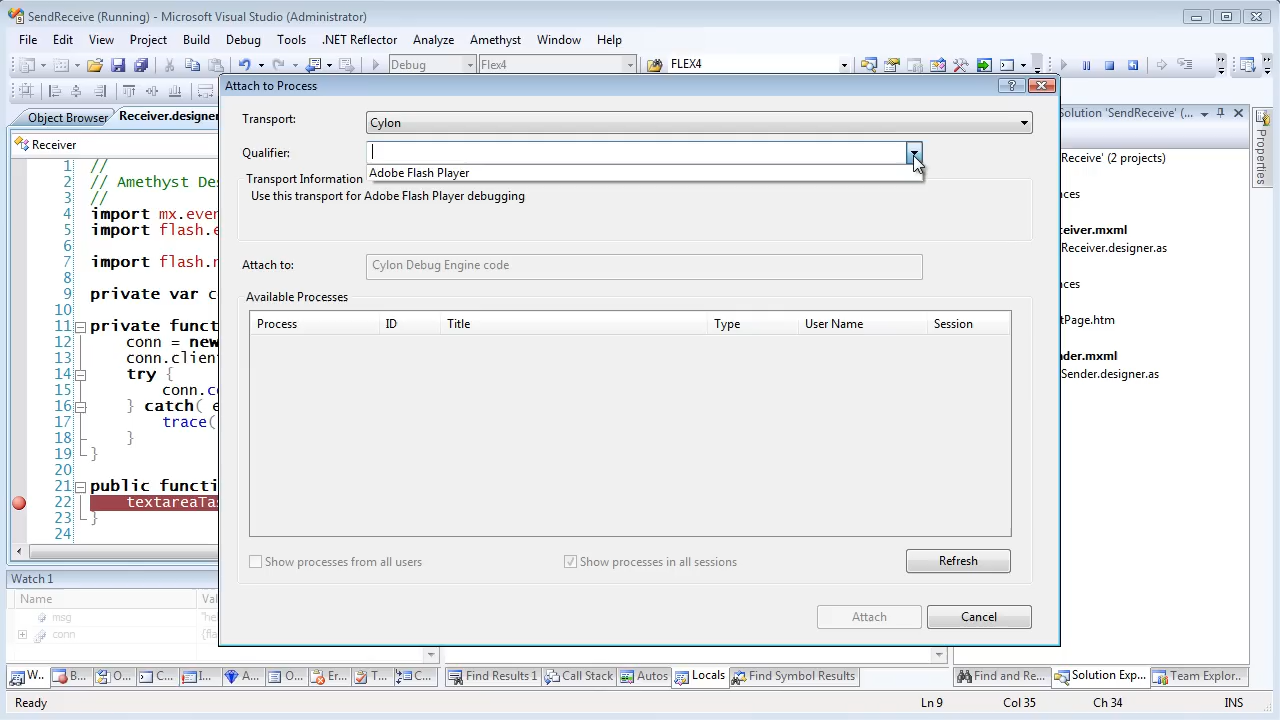 SendReceive (Running) - Microsoft Visual Studio (Administrator)
File Edit View Project Build Debug Tools .NET Reflector Analyze Amethyst Window Help
Debug Flex4 FLEX4
Attach to Process
Object Browser Receiver.designer
Solution 'SendReceive' (...
Properties
Transport: Cylon
Receiver
Qualifier:
Receive' (2 projects)
Adobe Flash Player
Transport Information
Use this transport for Adobe Flash Player debugging
1 //
2 // Amethyst De
3 //
4 import mx.ever
5 import flash.e
6
7 import flash.n
8
9 private var c
10
11 private funct
12 conn = new
13 conn.clien
14 try {
15 conn.co
16 } catch( e
17 trace(
18 }
19 }
20
21 public functi
22 textareaTa
23 }
24
Attach to: Cylon Debug Engine code
Available Processes
Process ID Title Type User Name Session
Show processes from all users Show processes in all sessions Refresh
Attach Cancel
ces
ceiver.mxml
Receiver.designer.as
ces
tPage.htm
nder.mxml
Sender.designer.as
Watch 1
Name Val
msg "he
conn {fla
W... B... O... C... I... A... O... Er... T... C... Find Results 1 Call Stack Autos Locals Find Symbol Results Find and Re... Solution Exp... Team Explor...
Ready Ln 9 Col 35 Ch 34 INS